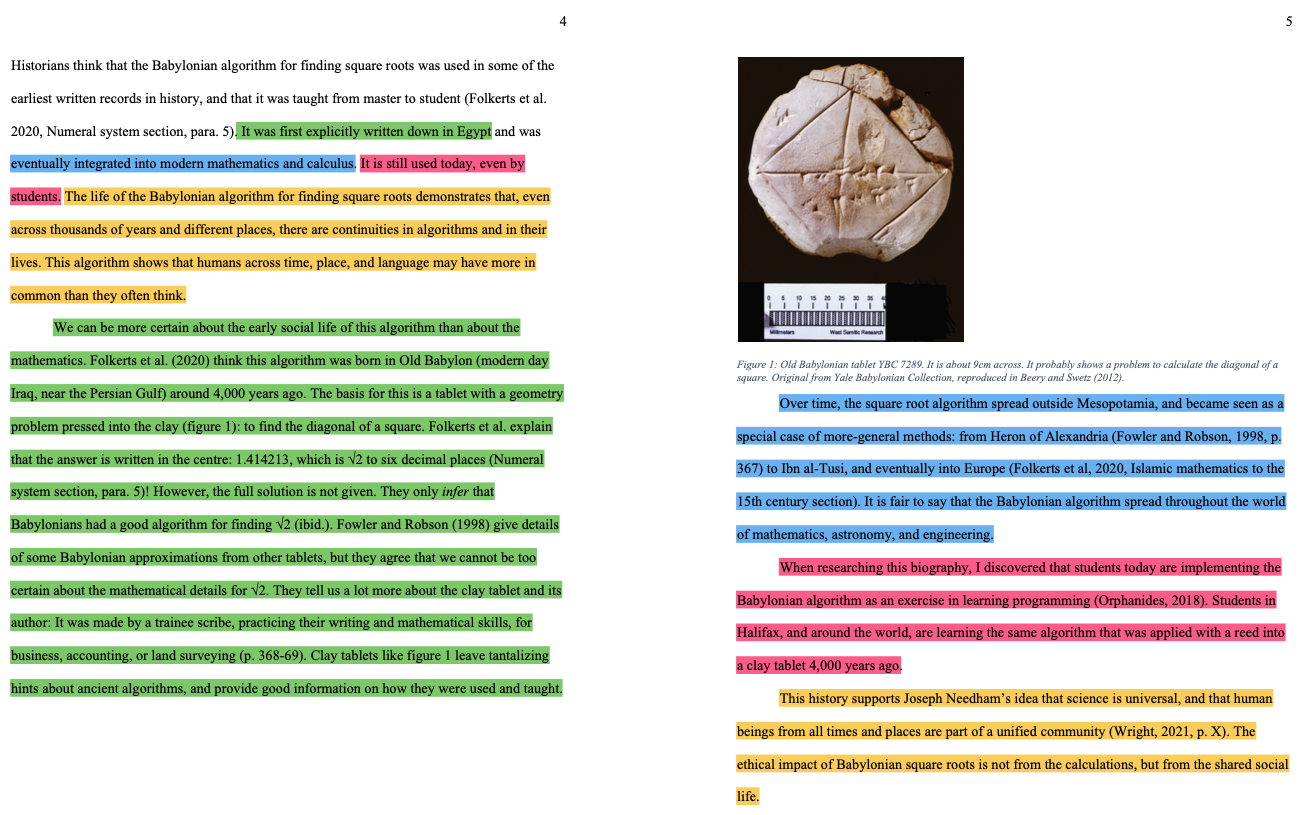 4
Historians think that the Babylonian algorithm for finding square roots was used in some of the
earliest written records in history, and that it was taught from master to student (Folkerts et al.
2020, Numeral system section, para. 5). It was first explicitly written down in Egypt and was
eventually integrated into modern mathematics and calculus. It is still used today, even by
students. The life of the Babylonian algorithm for finding square roots demonstrates that, even
across thousands of years and different places, there are continuities in algorithms and in their
lives. This algorithm shows that humans across time, place, and language may have more in
common than they often think.
We can be more certain about the early social life of this algorithm than about the
mathematics. Folkerts et al. (2020) think this algorithm was born in Old Babylon (modern day
Iraq, near the Persian Gulf) around 4,000 years ago. The basis for this is a tablet with a geometry
problem pressed into the clay (figure 1): to find the diagonal of a square. Folkerts et al. explain
that the answer is written in the centre: 1.414213, which is √2 to six decimal places (Numeral
system section, para. 5)! However, the full solution is not given. They only infer that
Babylonians had a good algorithm for finding √2 (ibid.). Fowler and Robson (1998) give details
of some Babylonian approximations from other tablets, but they agree that we cannot be too
certain about the mathematical details for √2. They tell us a lot more about the clay tablet and its
author: It was made by a trainee scribe, practicing their writing and mathematical skills, for
business, accounting, or land surveying (p. 368-69). Clay tablets like figure 1 leave tantalizing
hints about ancient algorithms, and provide good information on how they were used and taught.
5
0 5 10 15 20 25 30 35
Millimeters West Semitic Research
Figure 1: Old Babylonian tablet YBC 7289. It is about 9cm across. It probably shows a problem to calculate the diagonal of a
square. Original from Yale Babylonian Collection, reproduced in Beery and Swetz (2012).
Over time, the square root algorithm spread outside Mesopotamia, and became seen as a
special case of more-general methods: from Heron of Alexandria (Fowler and Robson, 1998, p.
367) to Ibn al-Tusi, and eventually into Europe (Folkerts et al, 2020, Islamic mathematics to the
15th century section). It is fair to say that the Babylonian algorithm spread throughout the world
of mathematics, astronomy, and engineering.
When researching this biography, I discovered that students today are implementing the
Babylonian algorithm as an exercise in learning programming (Orphanides, 2018). Students in
Halifax, and around the world, are learning the same algorithm that was applied with a reed into
a clay tablet 4,000 years ago.
This history supports Joseph Needham's idea that science is universal, and that human
beings from all times and places are part of a unified community (Wright, 2021, p. X). The
ethical impact of Babylonian square roots is not from the calculations, but from the shared social
life.